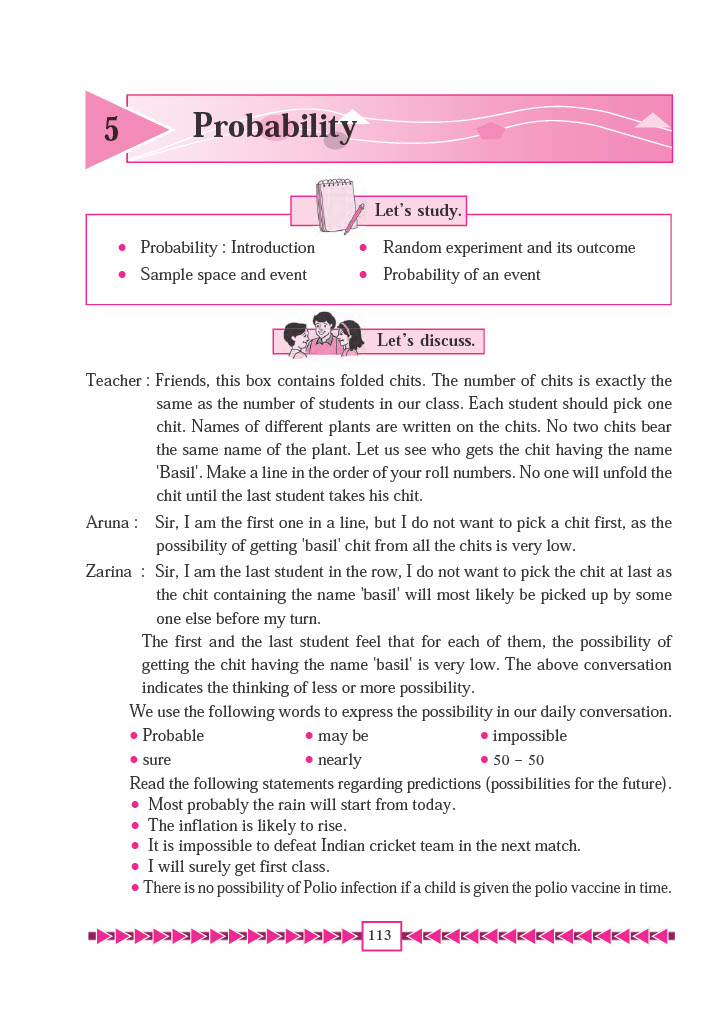 5
Probability
Let's study.
• Probability : Introduction • Random experiment and its outcome
• Sample space and event • Probability of an event
Let's discuss.
Teacher : Friends, this box contains folded chits. The number of chits is exactly the
same as the number of students in our class. Each student should pick one
chit. Names of different plants are written on the chits. No two chits bear
the same name of the plant. Let us see who gets the chit having the name
'Basil'. Make a line in the order of your roll numbers. No one will unfold the
chit until the last student takes his chit.
Aruna : Sir, I am the first one in a line, but I do not want to pick a chit first, as the
possibility of getting 'basil' chit from all the chits is very low.
Zarina : Sir, I am the last student in the row, I do not want to pick the chit at last as
the chit containing the name 'basil' will most likely be picked up by some
one else before my turn.
The first and the last student feel that for each of them, the possibility of
getting the chit having the name 'basil' is very low. The above conversation
indicates the thinking of less or more possibility.
We use the following words to express the possibility in our daily conversation.
• Probable • may be • impossible
• sure • nearly • 50 – 50
Read the following statements regarding predictions (possibilities for the future).
• Most probably the rain will start from today.
• The inflation is likely to rise.
• It is impossible to defeat Indian cricket team in the next match.
• I will surely get first class.
• There is no possibility of Polio infection if a child is given the polio vaccine in time.
113